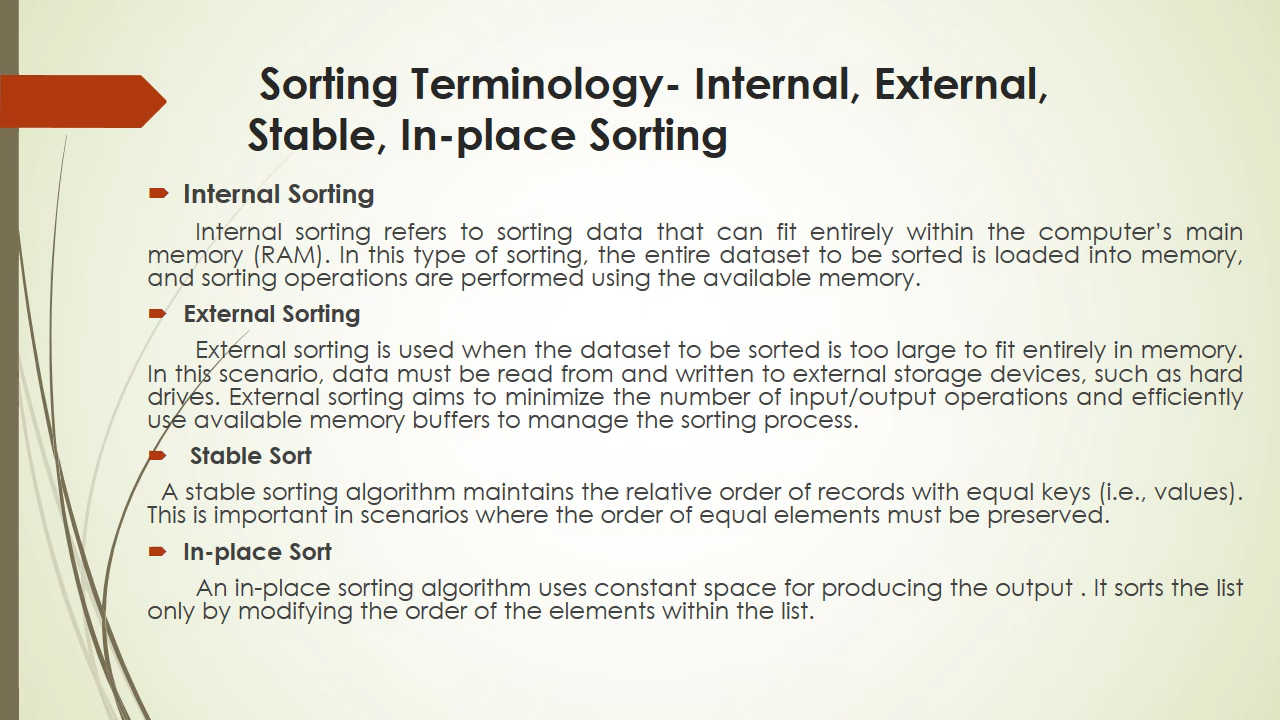 Sorting Terminology- Internal, External,
Stable, In-place Sorting
Internal Sorting
Internal sorting refers to sorting data that can fit entirely within the computer’s main
memory (RAM). In this type of sorting, the entire dataset to be sorted is loaded into memory,
and sorting operations are performed using the available memory.
External Sorting
External sorting is used when the dataset to be sorted is too large to fit entirely in memory.
In this scenario, data must be read from and written to external storage devices, such as hard
drives. External sorting aims to minimize the number of input/output operations and efficiently
use available memory buffers to manage the sorting process.
Stable Sort
A stable sorting algorithm maintains the relative order of records with equal keys (i.e., values).
This is important in scenarios where the order of equal elements must be preserved.
In-place Sort
An in-place sorting algorithm uses constant space for producing the output . It sorts the list
only by modifying the order of the elements within the list.